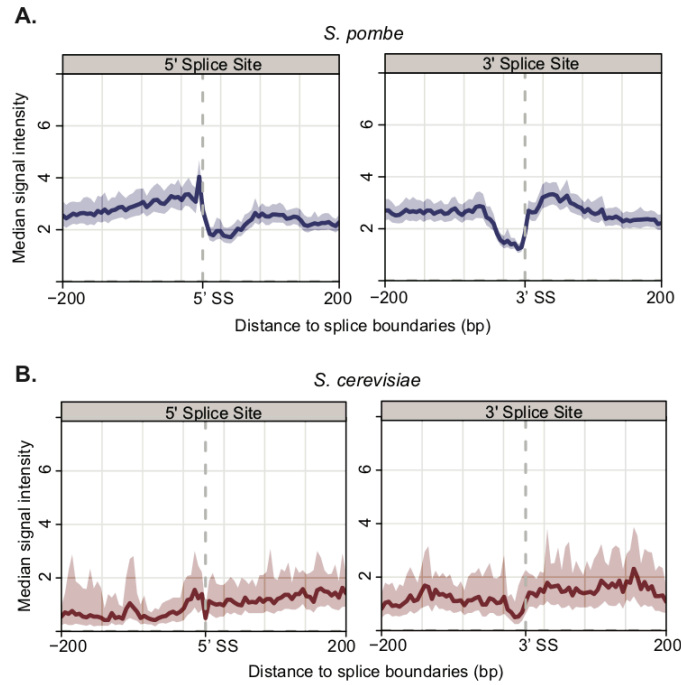 A.
S. pombe
5' Splice Site
3' Splice Site
Median signal intensity
6
4
2
6
4
2
−200
5' SS
200
−200
3' SS
200
Distance to splice boundaries (bp)
B.
S. cerevisiae
5' Splice Site
3' Splice Site
Median signal intensity
6
4
2
6
4
2
−200
5' SS
200
−200
3' SS
200
Distance to splice boundaries (bp)